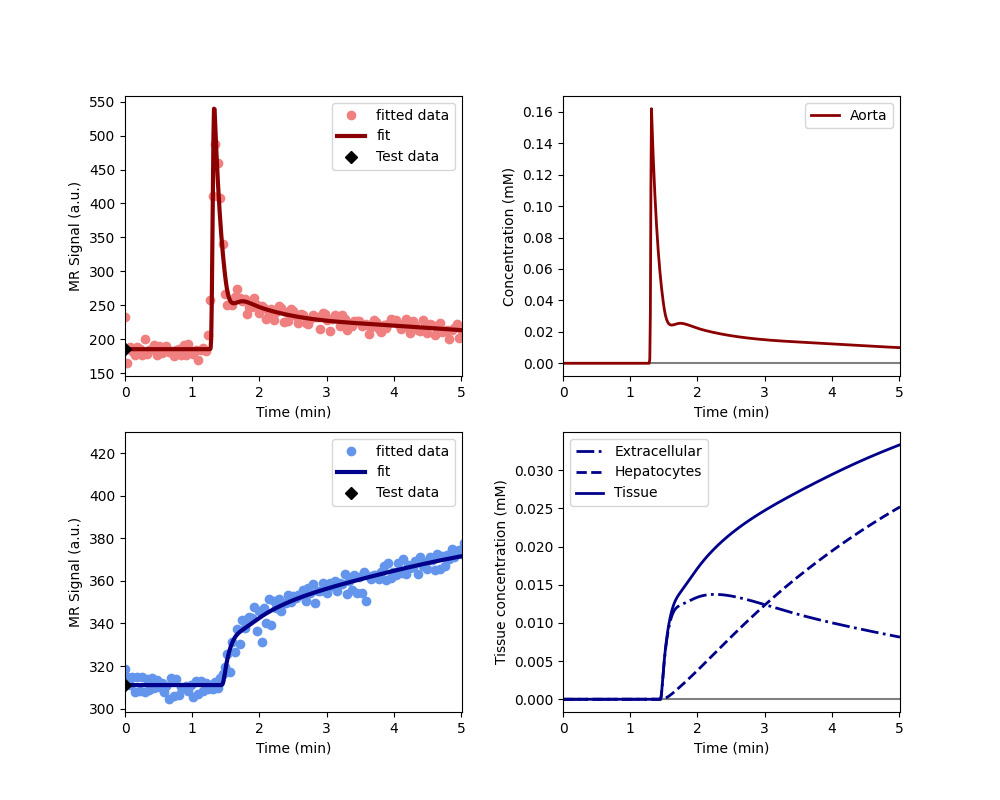 550
500
450
400
350
300
250
200
150
MR Signal (a.u.)
fitted data
fit
Test data
0 1 2 3 4 5
Time (min)
0.16
0.14
0.12
0.10
0.08
0.06
0.04
0.02
0.00
Concentration (mM)
Aorta
0 1 2 3 4 5
Time (min)
420
400
380
360
340
320
300
MR Signal (a.u.)
fitted data
fit
Test data
0 1 2 3 4 5
Time (min)
0.030
0.025
0.020
0.015
0.010
0.005
0.000
Tissue concentration (mM)
Extracellular
Hepatocytes
Tissue
0 1 2 3 4 5
Time (min)